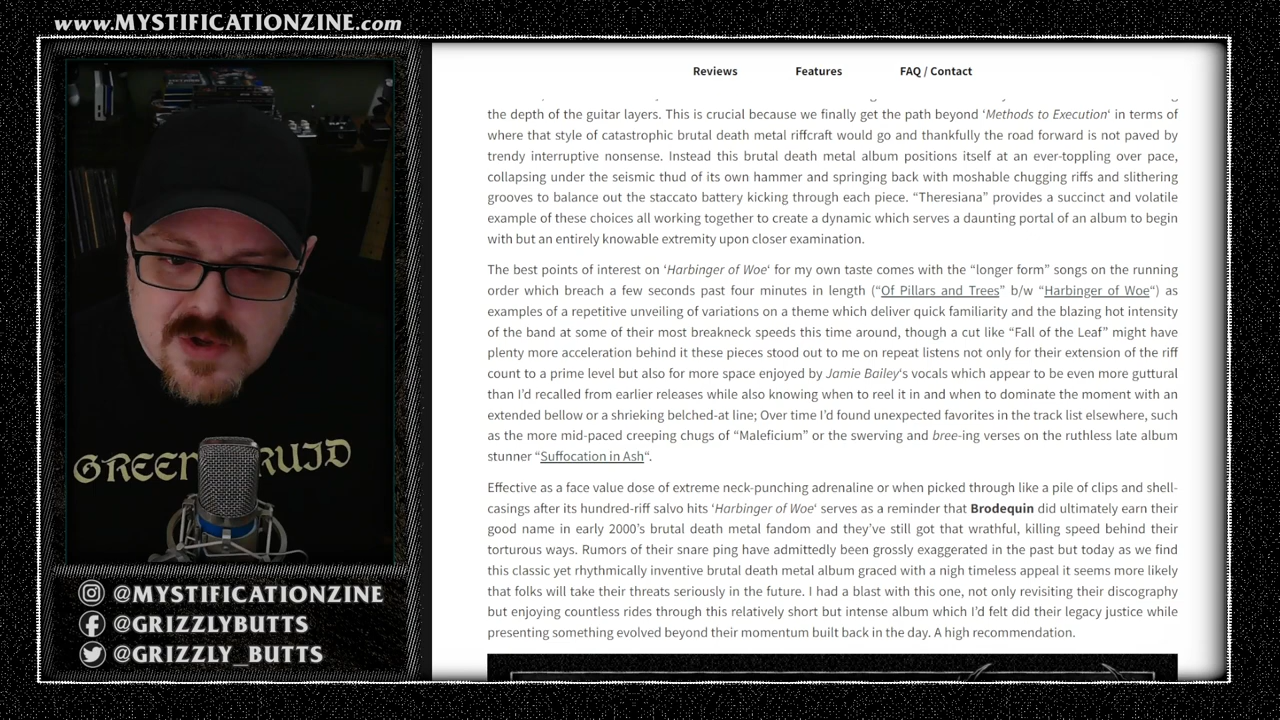 www.MYSTIFICATIONZINE.com
Reviews
Features
FAQ / Contact
the depth of the guitar layers. This is crucial because we finally get the path beyond ‘Methods to Execution‘ in terms of
where that style of catastrophic brutal death metal riffcraft would go and thankfully the road forward is not paved by
trendy interruptive nonsense. Instead this brutal death metal album positions itself at an ever-toppling over pace,
collapsing under the seismic thud of its own hammer and springing back with moshable chugging riffs and slithering
grooves to balance out the staccato battery kicking through each piece. “Theresiana” provides a succinct and volatile
example of these choices all working together to create a dynamic which serves a daunting portal of an album to begin
with but an entirely knowable extremity upon closer examination.
The best points of interest on ‘Harbinger of Woe‘ for my own taste comes with the “longer form” songs on the running
order which breach a few seconds past four minutes in length (“Of Pillars and Trees” b/w “Harbinger of Woe“) as
examples of a repetitive unveiling of variations on a theme which deliver quick familiarity and the blazing hot intensity
of the band at some of their most breakneck speeds this time around, though a cut like “Fall of the Leaf” might have
plenty more acceleration behind it these pieces stood out to me on repeat listens not only for their extension of the riff
count to a prime level but also for more space enjoyed by Jamie Bailey‘s vocals which appear to be even more guttural
than I’d recalled from earlier releases while also knowing when to reel it in and when to dominate the moment with an
extended bellow or a shrieking belched-at line; Over time I’d found unexpected favorites in the track list elsewhere, such
as the more mid-paced creeping chugs of “Maleficium” or the swerving and bree-ing verses on the ruthless late album
stunner “Suffocation in Ash“.
Effective as a face value dose of extreme neck-punching adrenaline or when picked through like a pile of clips and shell-
casings after its hundred-riff salvo hits ‘Harbinger of Woe‘ serves as a reminder that Brodequin did ultimately earn their
good name in early 2000’s brutal death metal fandom and they’ve still got that wrathful, killing speed behind their
torturous ways. Rumors of their snare ping have admittedly been grossly exaggerated in the past but today as we find
this classic yet rhythmically inventive brutal death metal album graced with a nigh timeless appeal it seems more likely
that folks will take their threats seriously in the future. I had a blast with this one, not only revisiting their discography
but enjoying countless rides through this relatively short but intense album which I’d felt did their legacy justice while
presenting something evolved beyond their momentum built back in the day. A high recommendation.
GREEN RUID
@MYSTIFICATIONZINE
@GRIZZLYBUTTS
@GRIZZLY_BUTTS